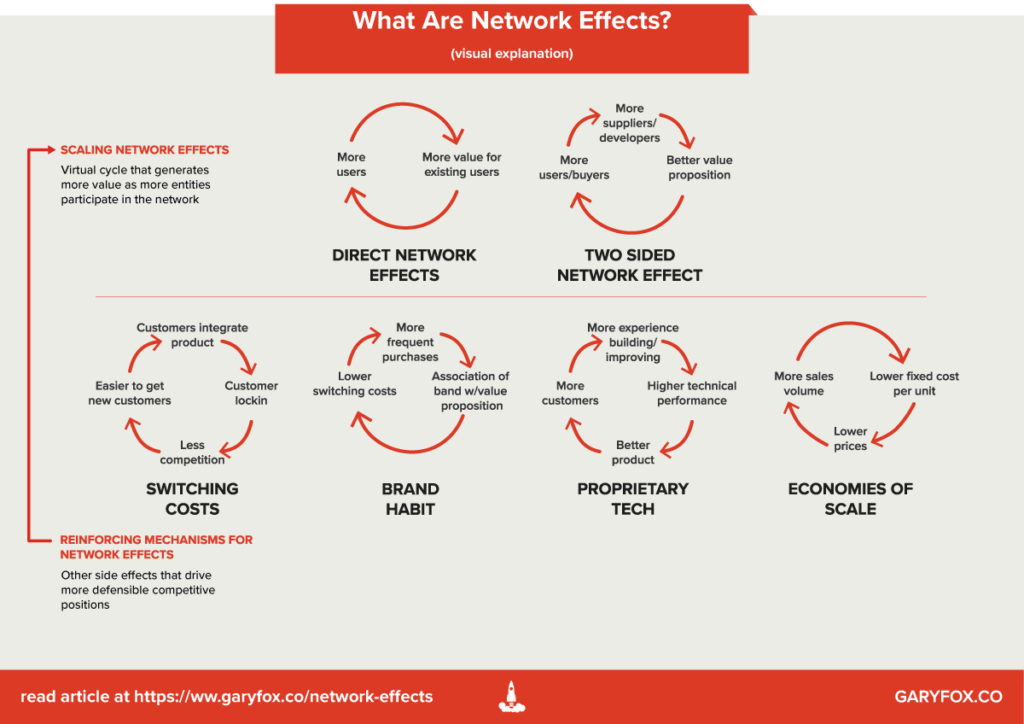 What Are Network Effects?
(visual explanation)
SCALING NETWORK EFFECTS
Virtual cycle that generates
more value as more entities
participate in the network
More
users
More value for
existing users
DIRECT NETWORK
EFFECTS
More
suppliers/
developers
More
users/buyers
Better value
proposition
TWO SIDED
NETWORK EFFECT
Customers integrate
product
Easier to get
new customers
Customer
lockin
Less
competition
SWITCHING
COSTS
More
frequent
purchases
Lower
switching costs
Association of
band w/value
proposition
BRAND
HABIT
More experience
building/
improving
More
customers
Higher technical
performance
Better
product
PROPRIETARY
TECH
More sales
volume
Lower fixed cost
per unit
Lower
prices
ECONOMIES OF
SCALE
REINFORCING MECHANISMS FOR
NETWORK EFFECTS
Other side effects that drive
more defensible competitive
positions
read article at https://ww.garyfox.co/network-effects
GARYFOX.CO